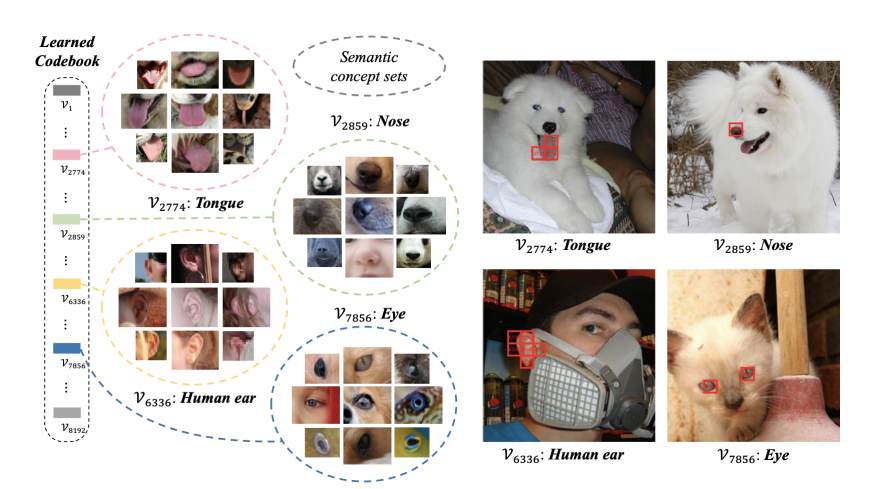 Learned
Codebook
𝒱₁
⋮
𝒱₂₇₇₄
⋮
𝒱₂₈₅₉
⋮
𝒱₆₃₃₆
⋮
𝒱₇₈₅₆
⋮
𝒱₈₁₉₂
𝒱₂₇₇₄: Tongue
𝒱₆₃₃₆: Human ear
Semantic
concept sets
𝒱₂₈₅₉: Nose
𝒱₇₈₅₆: Eye
𝒱₂₇₇₄: Tongue
𝒱₂₈₅₉: Nose
𝒱₆₃₃₆: Human ear
𝒱₇₈₅₆: Eye